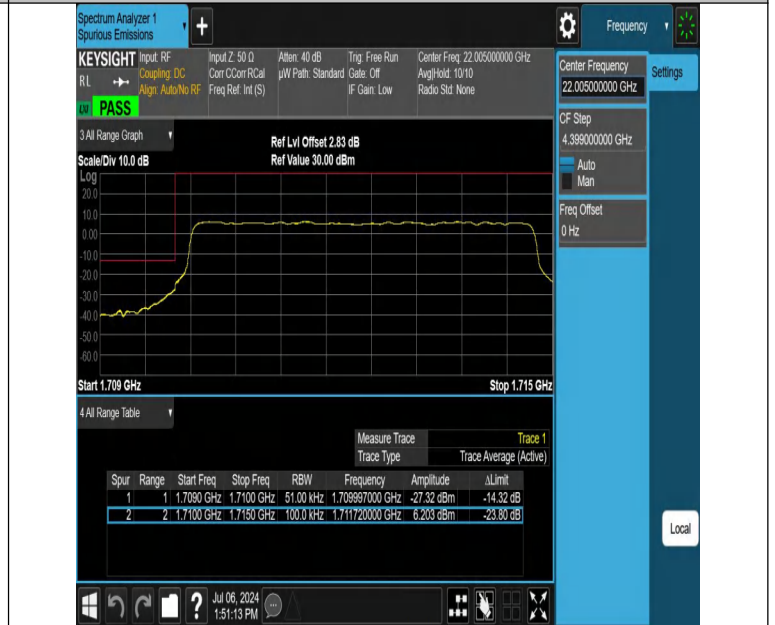 Spectrum Analyzer 1
Spurious Emissions
+
Frequency
KEYSIGHT Input: RF Input Z: 50 Ω Atten: 40 dB Trig: Free Run Center Freq: 22.005000000 GHz
RL Coupling: DC Corr CCorr RCal µW Path: Standard Gate: Off Avg|Hold: 10/10
Align: Auto/No RF Freq Ref: Int (S) IF Gain: Low Radio Std: None
PASS
Center Frequency
22.005000000 GHz
Settings
CF Step
4.399000000 GHz
Auto
Man
Freq Offset
0 Hz
3 All Range Graph
Ref Lvl Offset 2.83 dB
Scale/Div 10.0 dB Ref Value 30.00 dBm
Log
20.0
10.0
0.00
-10.0
-20.0
-30.0
-40.0
-50.0
-60.0
Start 1.709 GHz Stop 1.715 GHz
4 All Range Table
Measure Trace Trace 1
Trace Type Trace Average (Active)
Spur Range Start Freq Stop Freq RBW Frequency Amplitude ΔLimit
1 1 1.7090 GHz 1.7100 GHz 51.00 kHz 1.709997000 GHz -27.32 dBm -14.32 dB
2 2 1.7100 GHz 1.7150 GHz 100.0 kHz 1.711720000 GHz 6.203 dBm -23.80 dB
Local
? Jul 06, 2024
1:51:13 PM